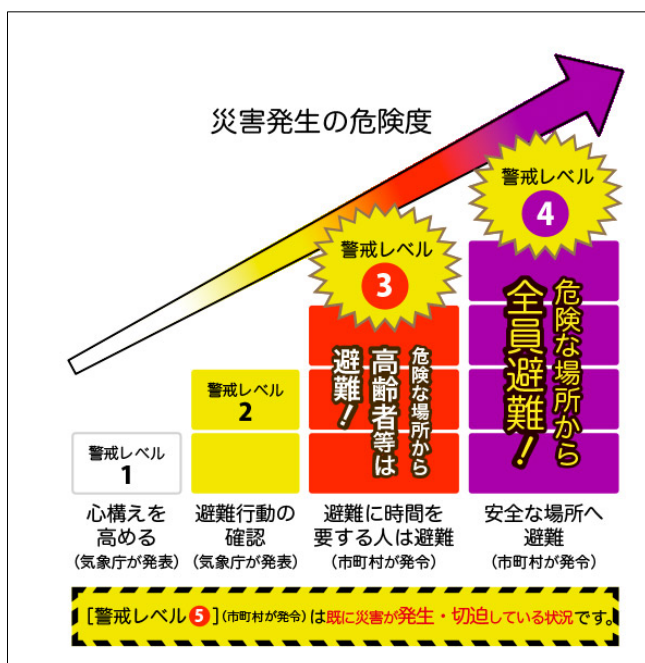 災害発生の危険度
警戒レベル
4
警戒レベル
3
危険な場所から
全員避難！
危険な場所から
高齢者等は
避難！
警戒レベル
2
警戒レベル
1
心構えを
高める
(気象庁が発表)
避難行動の
確認
(気象庁が発表)
避難に時間を
要する人は避難
(市町村が発令)
安全な場所へ
避難
(市町村が発令)
[警戒レベル5](市町村が発令)は既に災害が発生・切迫している状況です。